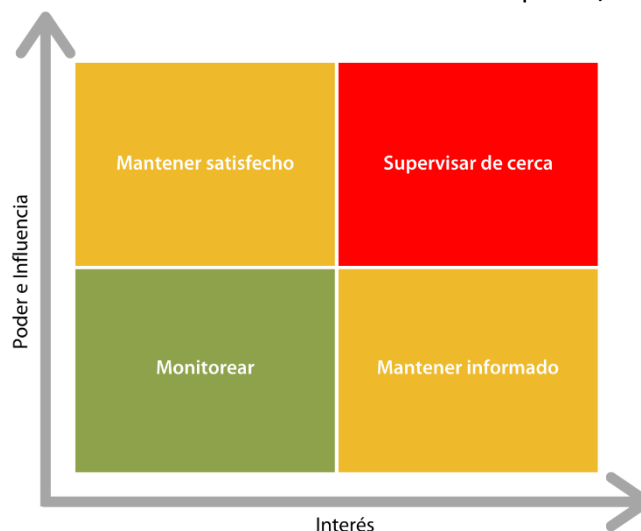 Mantener satisfecho
Supervisar de cerca
Poder e Influencia
Monitorear
Mantener informado
Interés